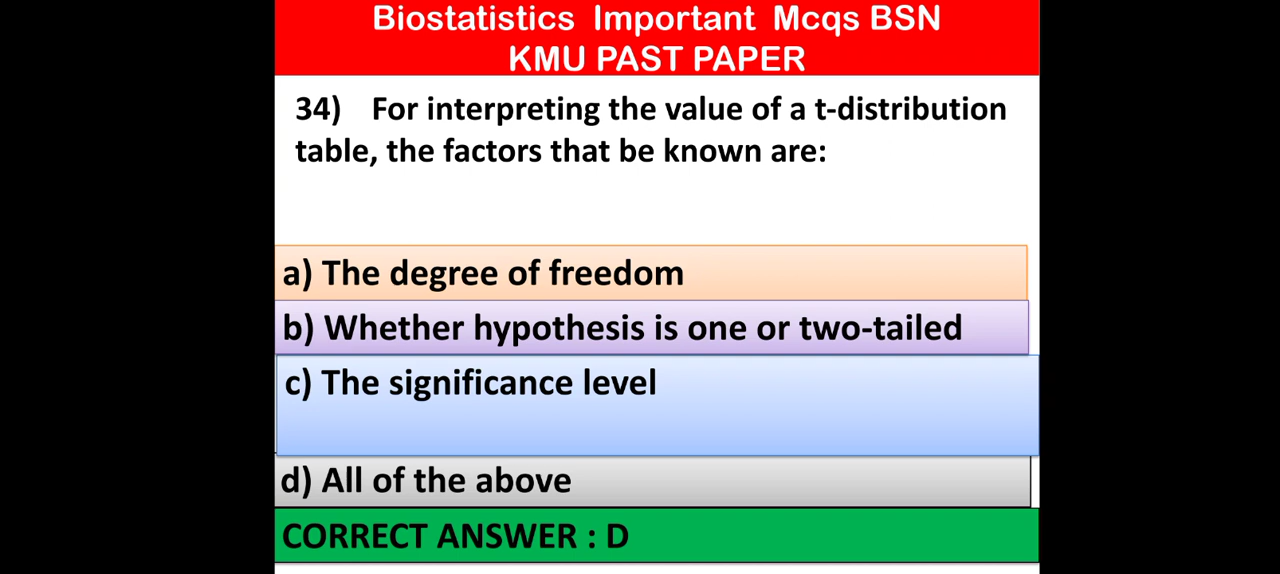 Biostatistics Important Mcqs BSN
KMU PAST PAPER
34) For interpreting the value of a t-distribution
table, the factors that be known are:
a) The degree of freedom
b) Whether hypothesis is one or two-tailed
c) The significance level
d) All of the above
CORRECT ANSWER : D